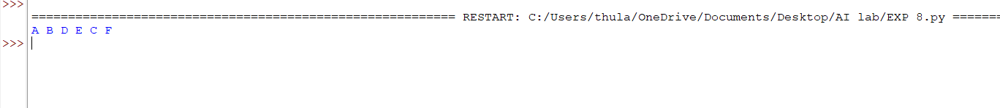 >>>
========================================================== RESTART: C:/Users/thula/OneDrive/Documents/Desktop/AI lab/EXP 8.py =======
A B D E C F
>>>